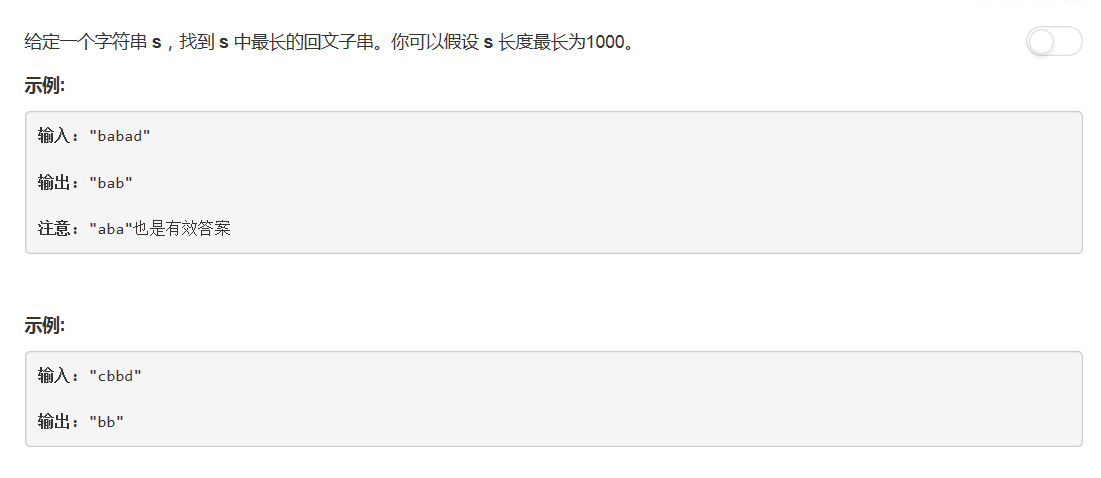 给定一个字符串 s，找到 s 中最长的回文子串。你可以假设 s 长度最长为1000。
示例:
输入："babad"
输出："bab"
注意："aba"也是有效答案
示例:
输入："cbbd"
输出："bb"